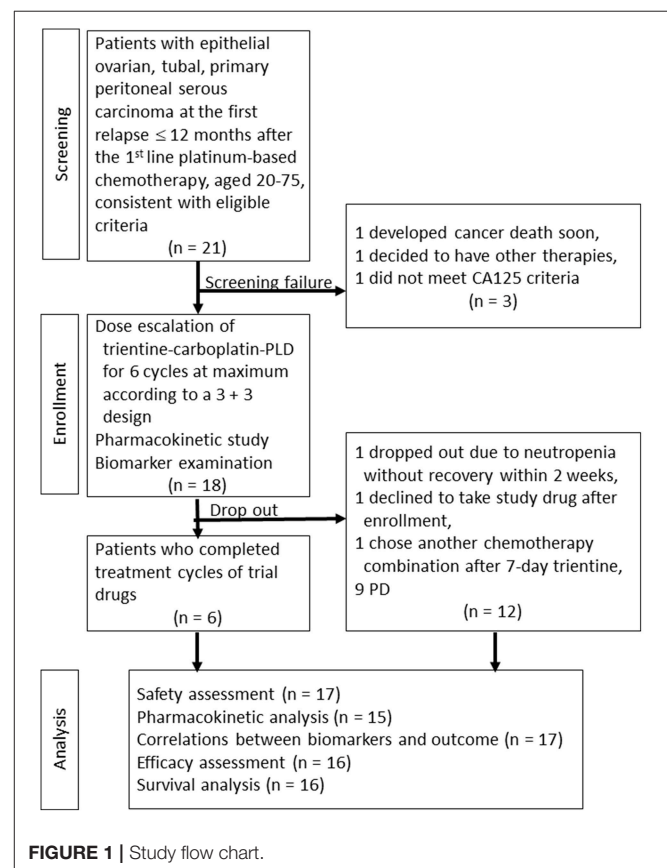 Screening
Patients with epithelial
ovarian, tubal, primary
peritoneal serous
carcinoma at the first
relapse ≤ 12 months after
the 1st line platinum-based
chemotherapy, aged 20-75,
consistent with eligible
criteria
(n = 21)
Screening failure
1 developed cancer death soon,
1 decided to have other therapies,
1 did not meet CA125 criteria
(n = 3)
Enrollment
Dose escalation of
trientine-carboplatin-PLD
for 6 cycles at maximum
according to a 3 + 3
design
Pharmacokinetic study
Biomarker examination
(n = 18)
Drop out
1 dropped out due to neutropenia
without recovery within 2 weeks,
1 declined to take study drug after
enrollment,
1 chose another chemotherapy
combination after 7-day trientine,
9 PD
(n = 12)
Patients who completed
treatment cycles of trial
drugs
(n = 6)
Analysis
Safety assessment (n = 17)
Pharmacokinetic analysis (n = 15)
Correlations between biomarkers and outcome (n = 17)
Efficacy assessment (n = 16)
Survival analysis (n = 16)
FIGURE 1 | Study flow chart.